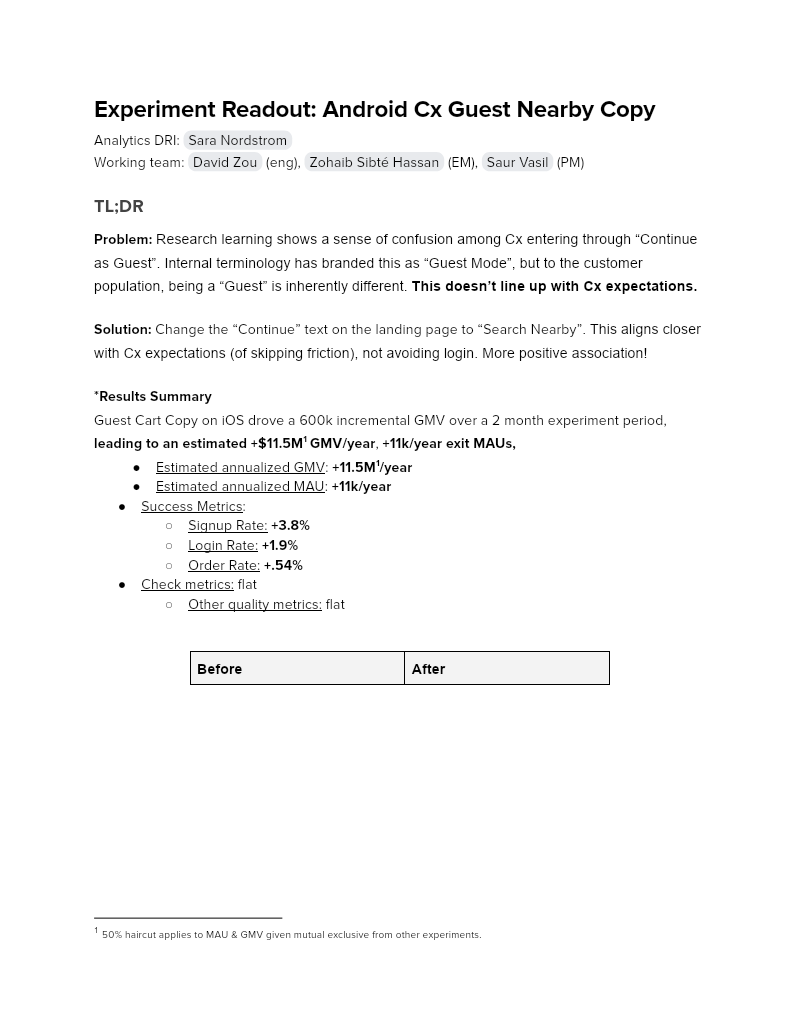 Experiment Readout: Android Cx Guest Nearby Copy
Analytics DRI: Sara Nordstrom
Working team: David Zou (eng), Zohaib Sibté Hassan (EM), Saur Vasil (PM)
TL;DR
Problem: Research learning shows a sense of confusion among Cx entering through “Continue
as Guest”. Internal terminology has branded this as “Guest Mode”, but to the customer
population, being a “Guest” is inherently different. This doesn’t line up with Cx expectations.
Solution: Change the “Continue” text on the landing page to “Search Nearby”. This aligns closer
with Cx expectations (of skipping friction), not avoiding login. More positive association!
*Results Summary
Guest Cart Copy on iOS drove a 600k incremental GMV over a 2 month experiment period,
leading to an estimated +$11.5M¹ GMV/year, +11k/year exit MAUs,
● Estimated annualized GMV: +11.5M¹/year
● Estimated annualized MAU: +11k/year
● Success Metrics:
○ Signup Rate: +3.8%
○ Login Rate: +1.9%
○ Order Rate: +.54%
● Check metrics: flat
○ Other quality metrics: flat
Before After
¹ 50% haircut applies to MAU & GMV given mutual exclusive from other experiments.